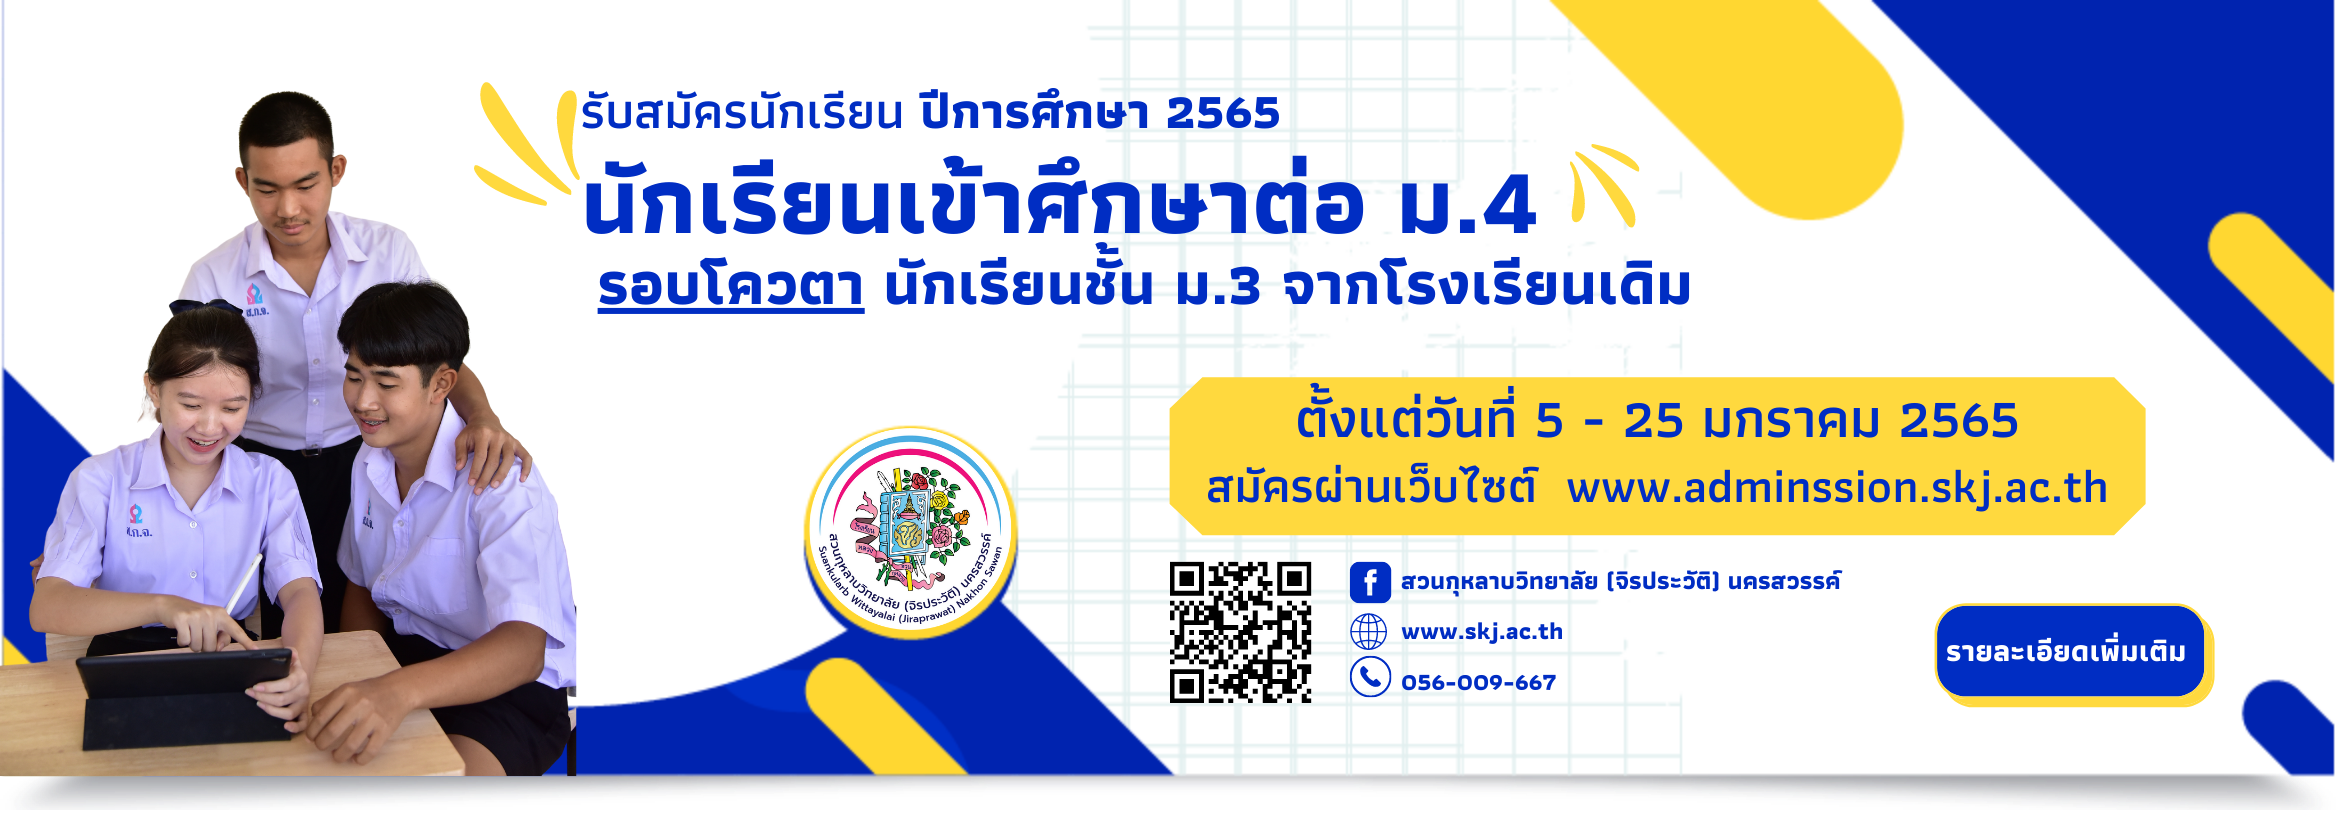 รับสมัครนักเรียน ปีการศึกษา 2565
นักเรียนเข้าศึกษาต่อ ม.4
รอบโควตา นักเรียนชั้น ม.3 จากโรงเรียนเดิม
ตั้งแต่วันที่ 5 - 25 มกราคม 2565
สมัครผ่านเว็บไซต์ www.adminssion.skj.ac.th
สวนกุหลาบวิทยาลัย (จิรประวัติ) นครสวรรค์
Suankularb Wittayalai (Jiraprawat) Nakhon Sawan
สวนกุหลาบวิทยาลัย (จิรประวัติ) นครสวรรค์
www.skj.ac.th
056-009-667
รายละเอียดเพิ่มเติม
ส.ก.จ.
ส.ก.จ.